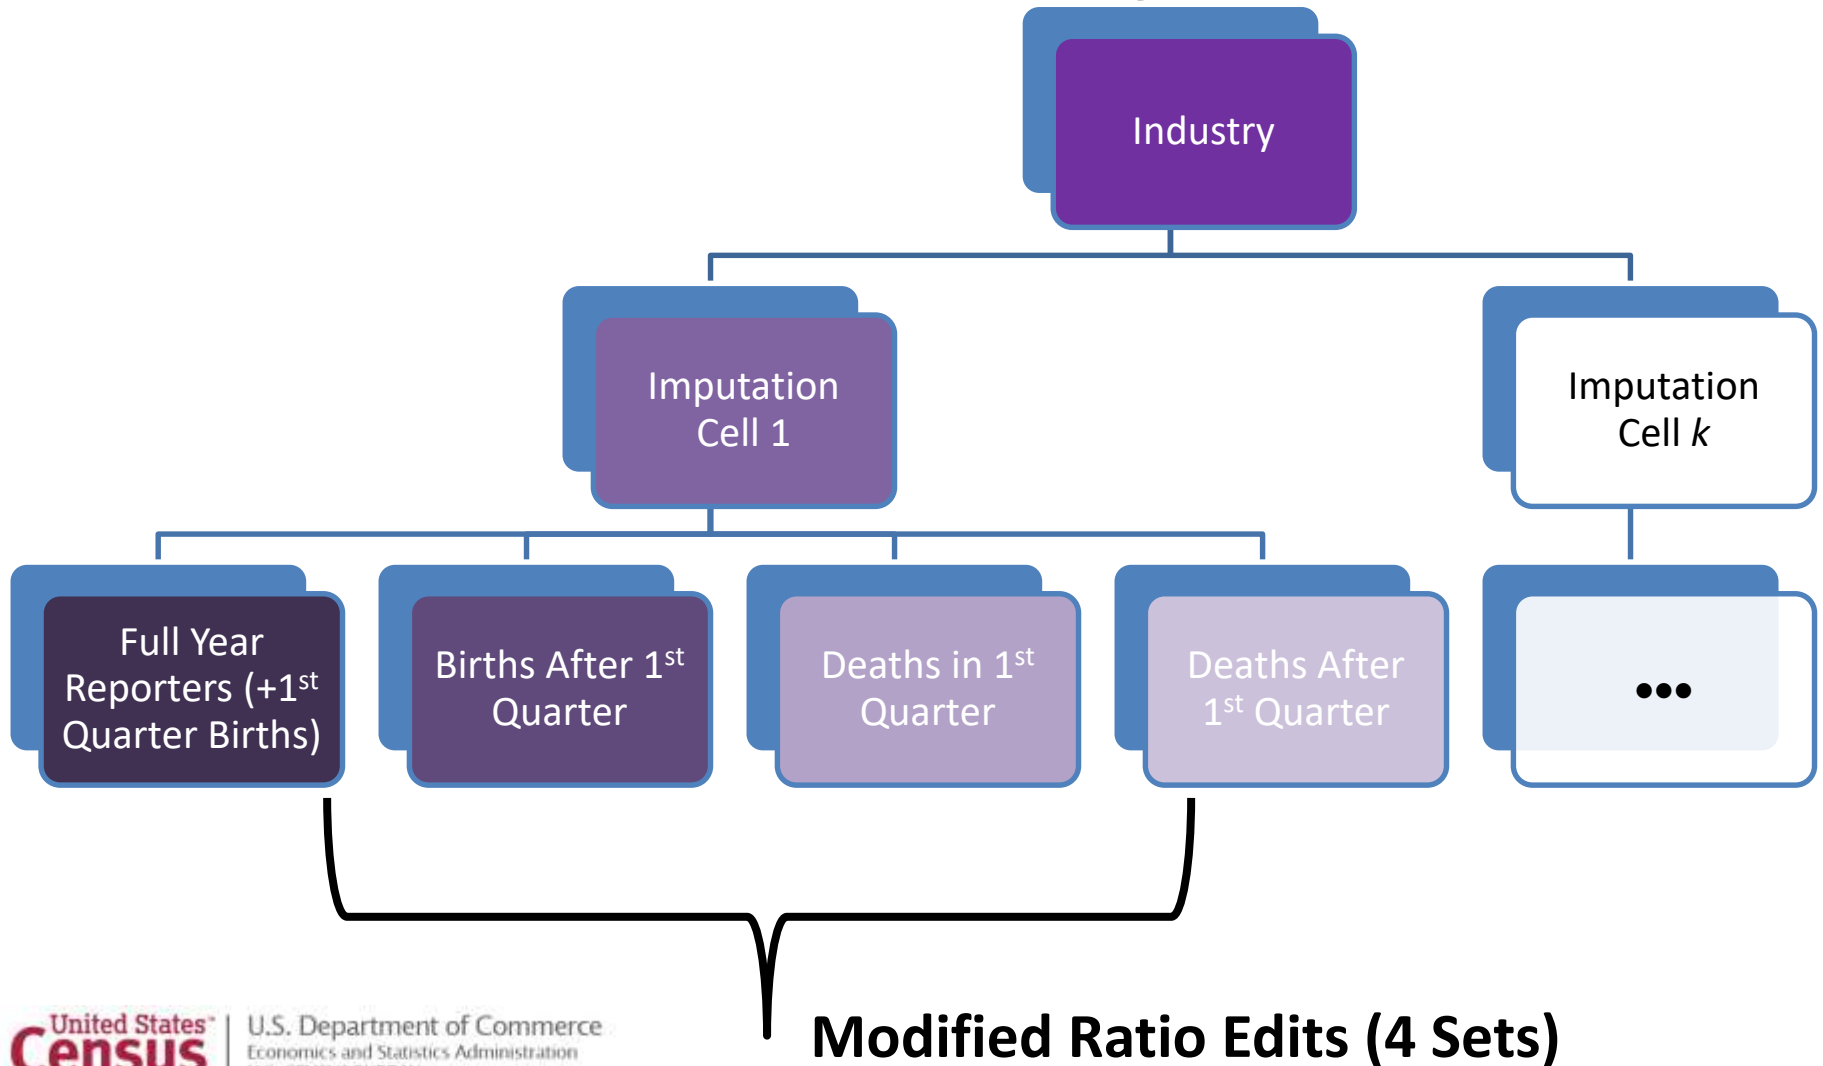 Industry
Imputation
Cell 1
Imputation
Cell k
Full Year
Reporters (+1st
Quarter Births)
Births After 1st
Quarter
Deaths in 1st
Quarter
Deaths After
1st Quarter
•••
Modified Ratio Edits (4 Sets)
United States™
Census
U.S. Department of Commerce
Economics and Statistics Administration